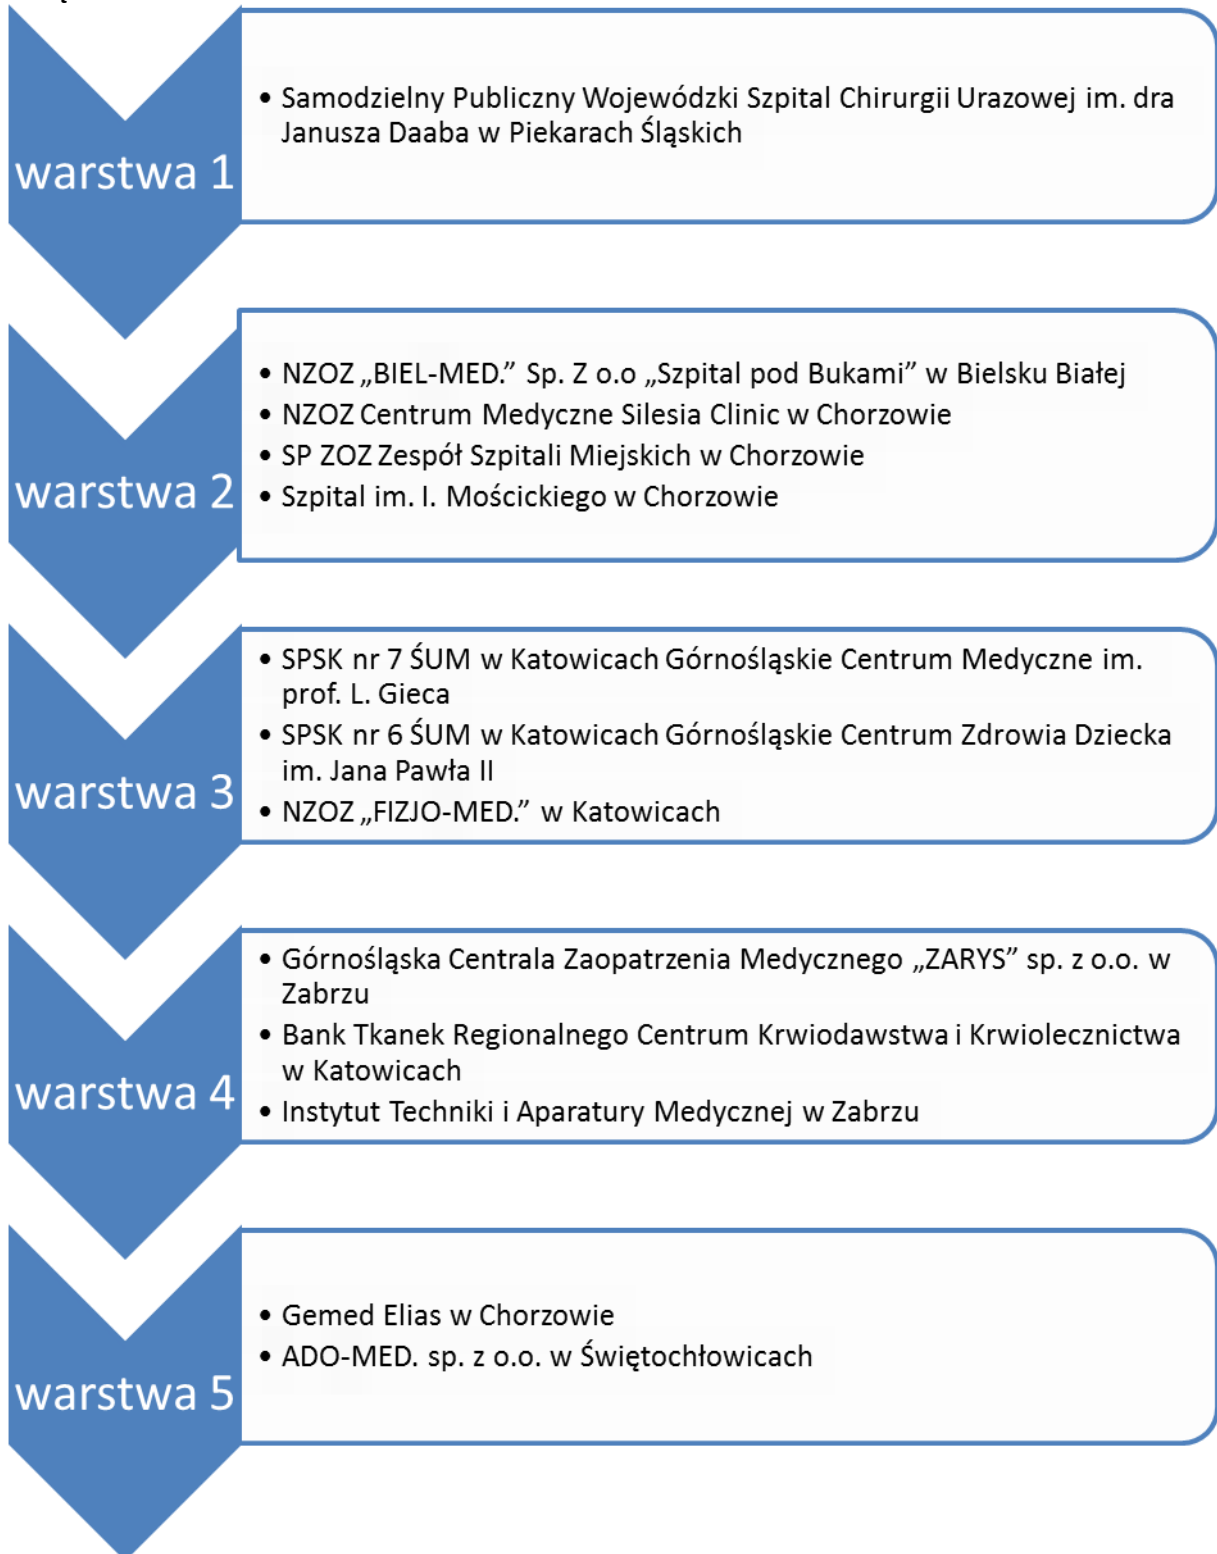 warstwa 1
• Samodzielny Publiczny Wojewódzki Szpital Chirurgii Urazowej im. dra
Janusza Daaba w Piekarach Śląskich
warstwa 2
• NZOZ „BIEL-MED.” Sp. Z o.o „Szpital pod Bukami” w Bielsku Białej
• NZOZ Centrum Medyczne Silesia Clinic w Chorzowie
• SP ZOZ Zespół Szpitali Miejskich w Chorzowie
• Szpital im. I. Mościckiego w Chorzowie
warstwa 3
• SPSK nr 7 ŚUM w Katowicach Górnośląskie Centrum Medyczne im.
prof. L. Gieca
• SPSK nr 6 ŚUM w Katowicach Górnośląskie Centrum Zdrowia Dziecka
im. Jana Pawła II
• NZOZ „FIZJO-MED.” w Katowicach
warstwa 4
• Górnośląska Centrala Zaopatrzenia Medycznego „ZARYS” sp. z o.o. w
Zabrzu
• Bank Tkanek Regionalnego Centrum Krwiodawstwa i Krwiolecznictwa
w Katowicach
• Instytut Techniki i Aparatury Medycznej w Zabrzu
warstwa 5
• Gemed Elias w Chorzowie
• ADO-MED. sp. z o.o. w Świętochłowicach